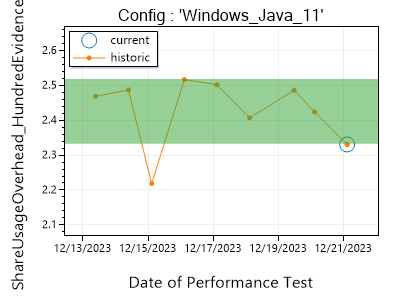 Config : 'Windows_Java_11'
current
historic
ShareUsageOverhead_HundredEvidence
2.6
2.5
2.4
2.3
2.2
2.1
12/13/2023 12/15/2023 12/17/2023 12/19/2023 12/21/2023
Date of Performance Test